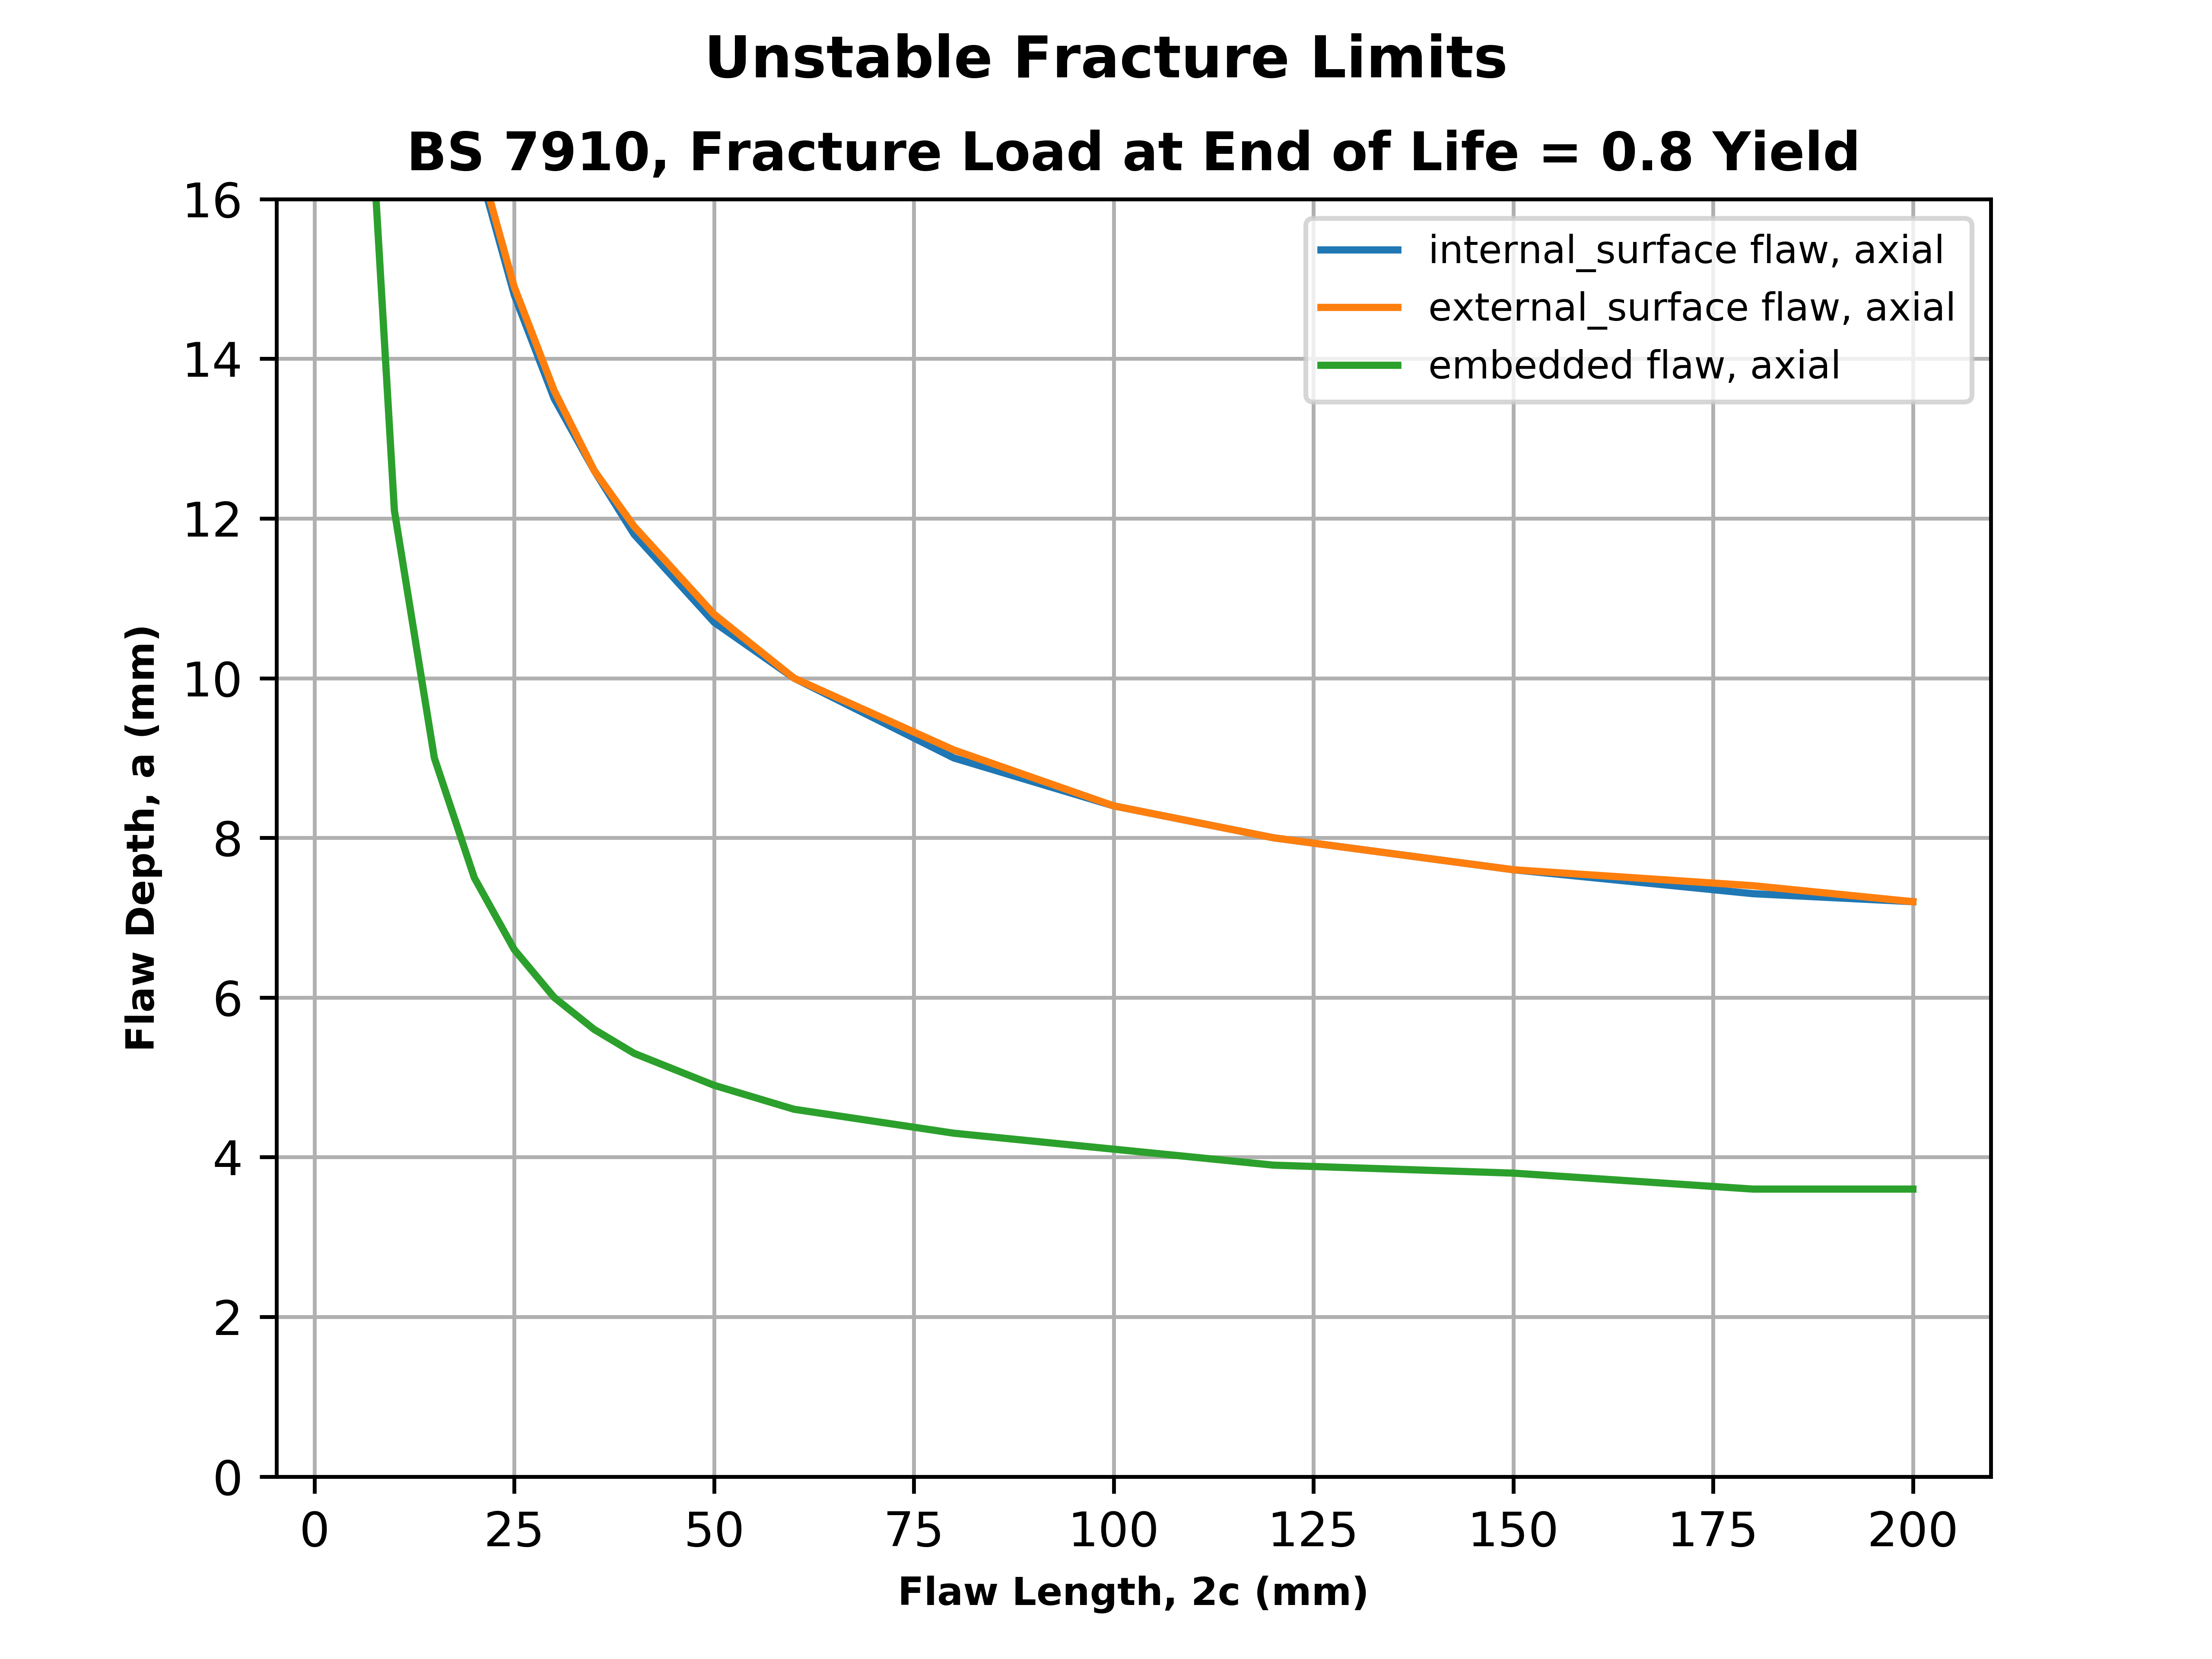 Unstable Fracture Limits
BS 7910, Fracture Load at End of Life = 0.8 Yield
internal_surface flaw, axial
external_surface flaw, axial
embedded flaw, axial
Flaw Depth, a (mm)
16
14
12
10
8
6
4
2
0
0 25 50 75 100 125 150 175 200
Flaw Length, 2c (mm)